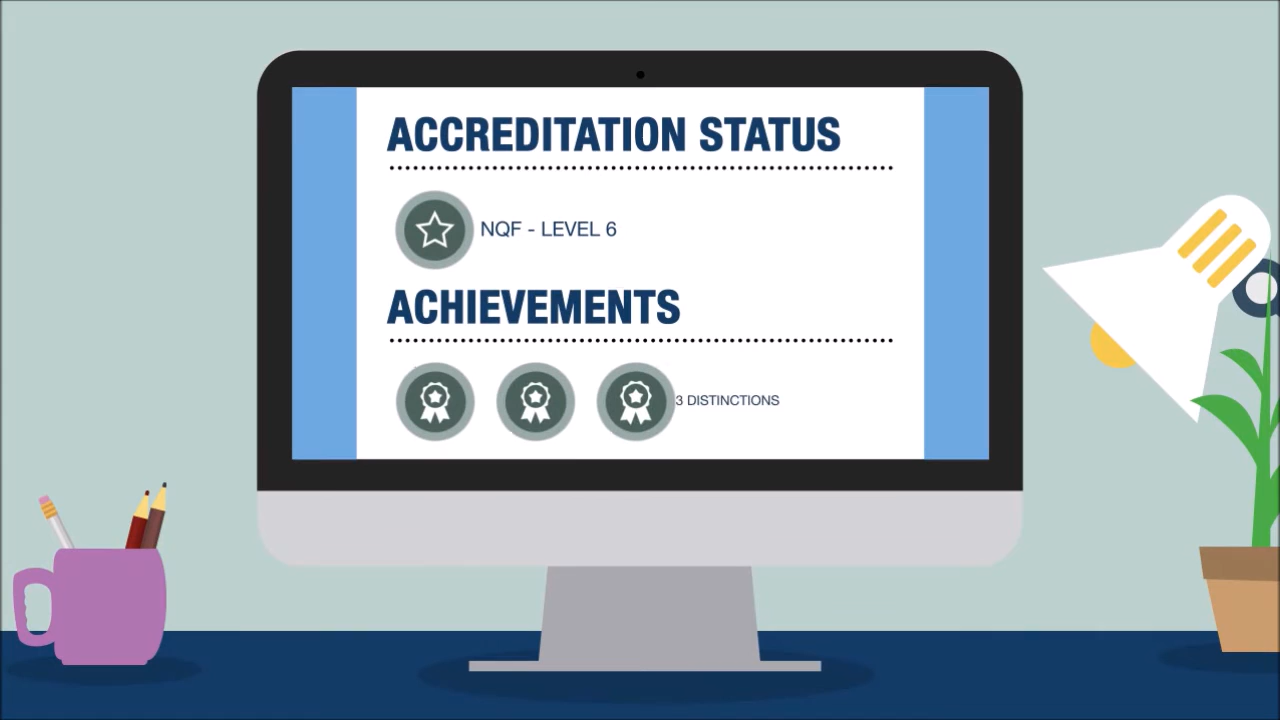 ACCREDITATION STATUS
NQF - LEVEL 6
ACHIEVEMENTS
3 DISTINCTIONS